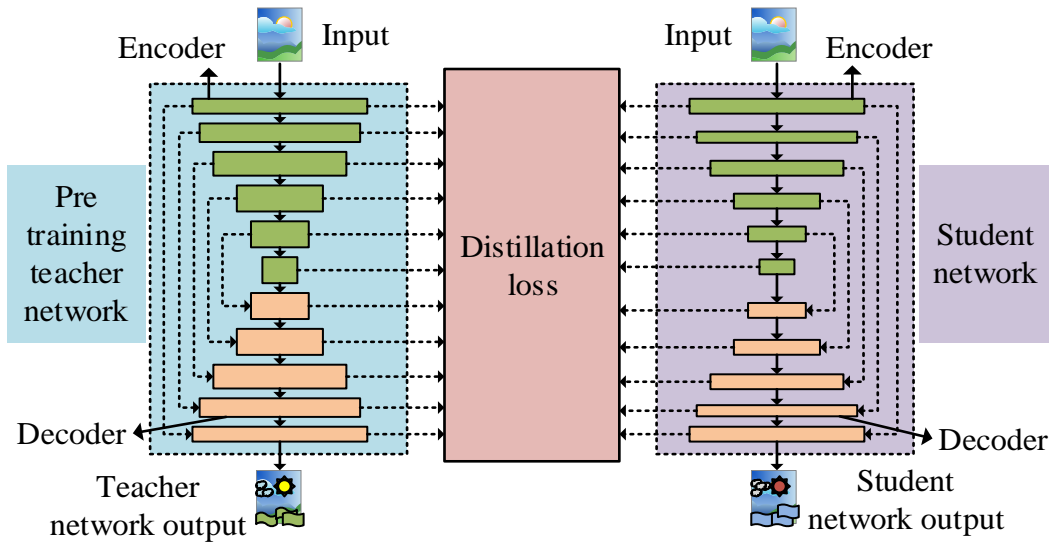 Encoder
Input
Input
Encoder
Pre
training
teacher
network
Distillation
loss
Student
network
Decoder
Decoder
Teacher
network output
Student
network output